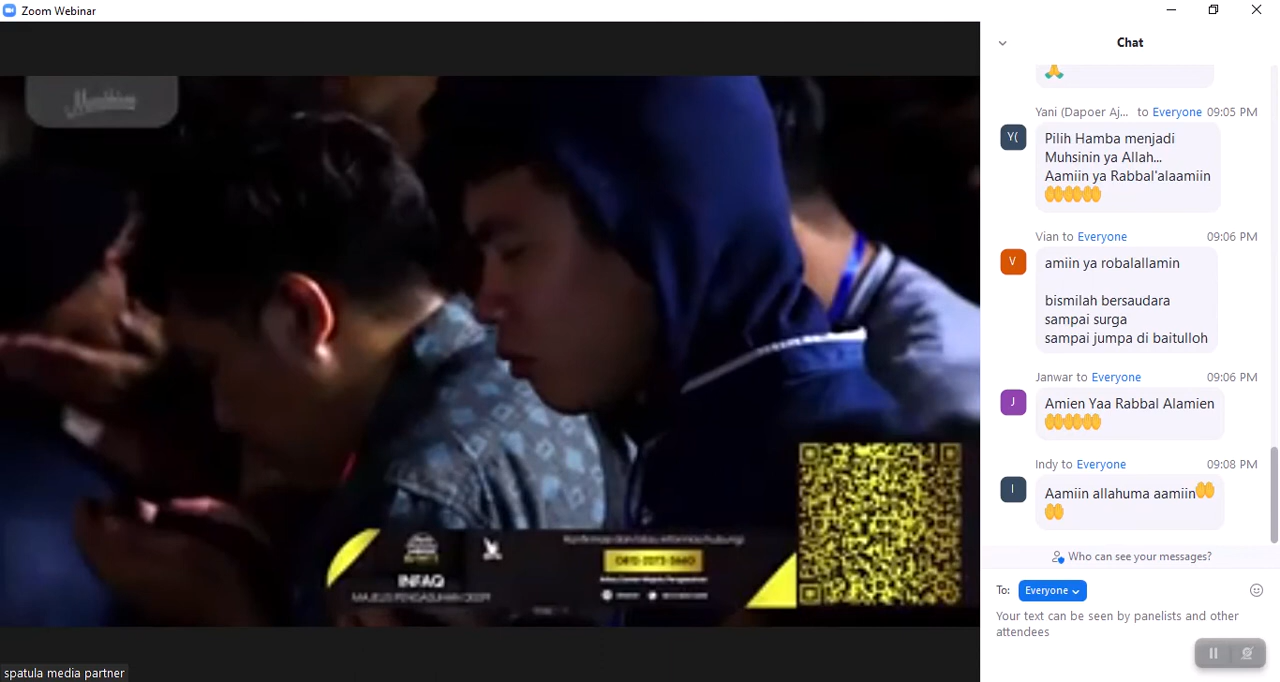 Zoom Webinar
Chat
Yani (Dapoer Aj... to Everyone 09:05 PM
Y(
Pilih Hamba menjadi
Muhsinin ya Allah...
Aamiin ya Rabbal'alaamiin
🤲🤲🤲
Vian to Everyone 09:06 PM
V
amiin ya robalallamin
bismilah bersaudara
sampai surga
sampai jumpa di baitulloh
Janwar to Everyone 09:06 PM
J
Amien Yaa Rabbal Alamien
🤲🤲🤲
Indy to Everyone 09:08 PM
I
Aamiin allahuma aamiin🤲
🤲
Who can see your messages?
To: Everyone
Your text can be seen by panelists and other
attendees
INFAQ
MAJELIS PENGASUHAN
spatula media partner